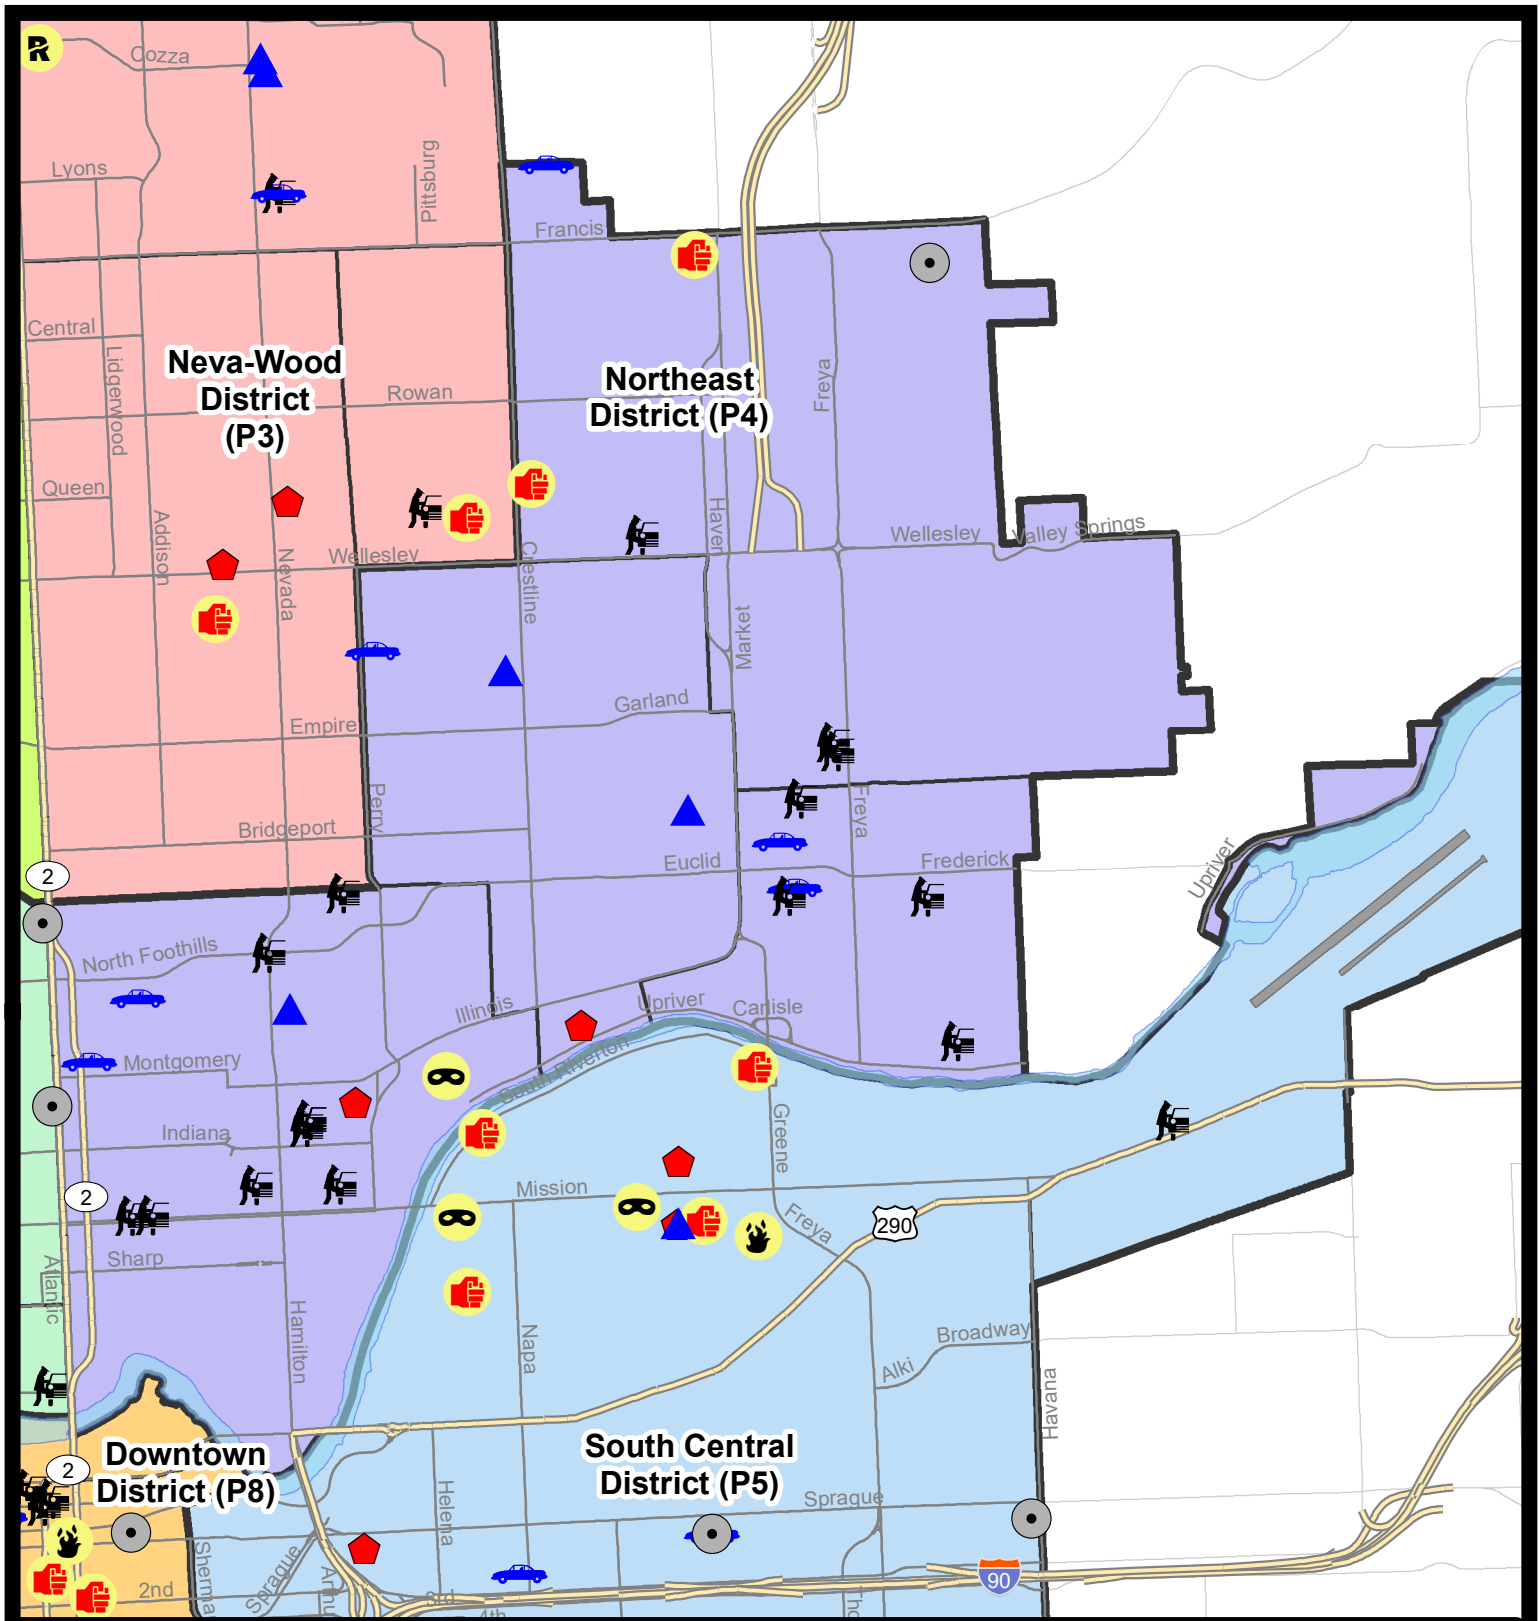 R
Cozza
Lyons
Pittsburg
Francis
Central
Lidgerwood
Neva-Wood
District
(P3)
Rowan
Northeast
District (P4)
Freya
Queen
Addison
Nevada
Wellesley
Crestline
Haven
Wellesley
Valley Springs
Market
Garland
Empire
Perry
Bridgeport
Freya
Euclid
Frederick
Upriver
2
North Foothills
Illinois
Upriver
Carlisle
Montgomery
South Riverton
Indiana
Greene
2
Mission
Freya
290
Sharp
Atlantic
Hamilton
Napa
Broadway
Alki
Havana
Downtown
District (P8)
2
South Central
District (P5)
Helena
Sprague
Sprague
2nd
3rd
4th
90